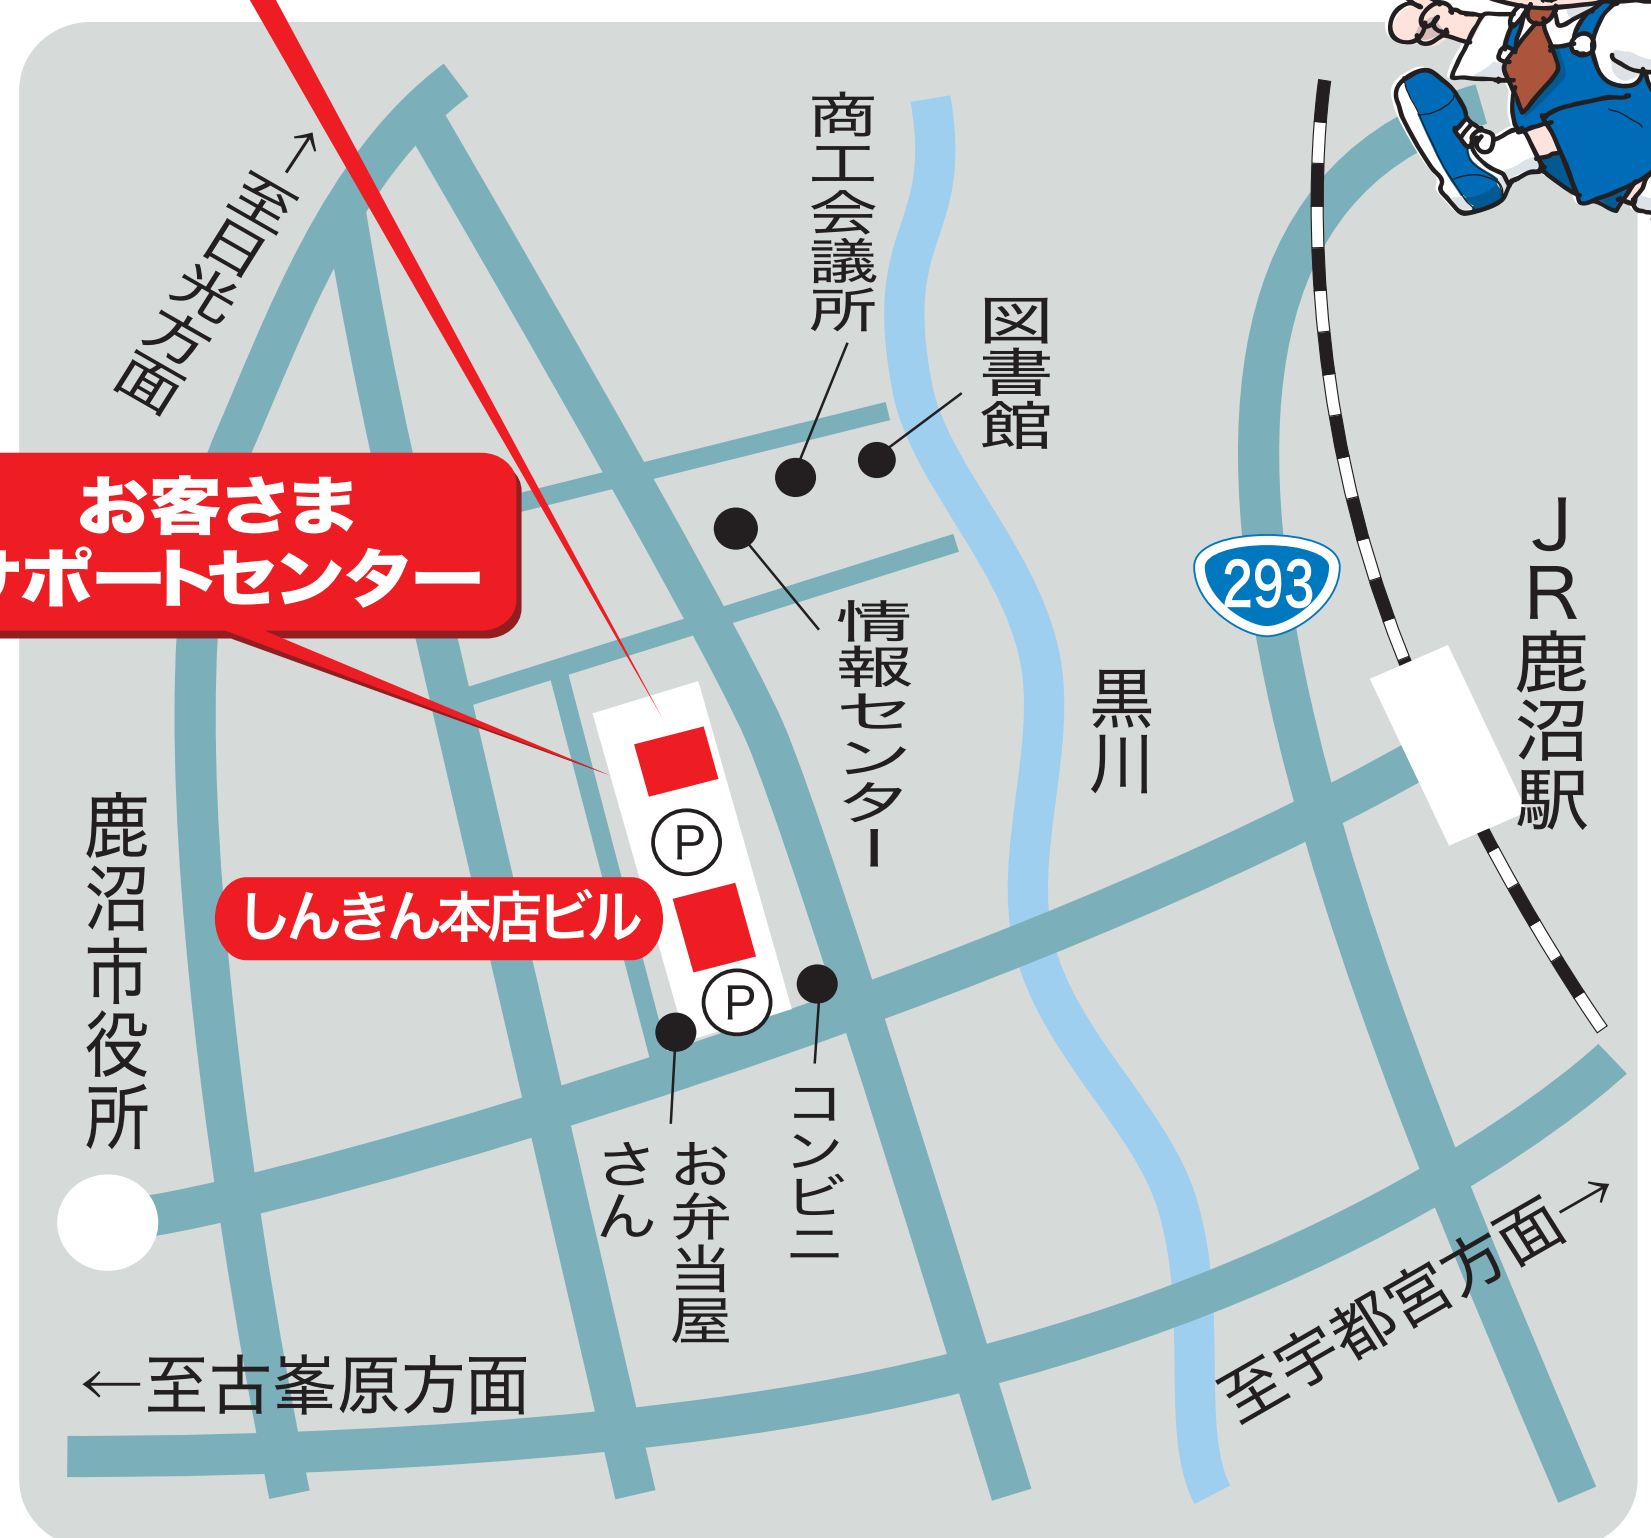 →至日光方面
商工会議所
図書館
お客さま
サポートセンター
293
JR鹿沼駅
情報センター
黒川
鹿沼市役所
P
しんきん本店ビル
P
コンビニ
お弁当屋
さん
至宇都宮方面→
←至古峯原方面